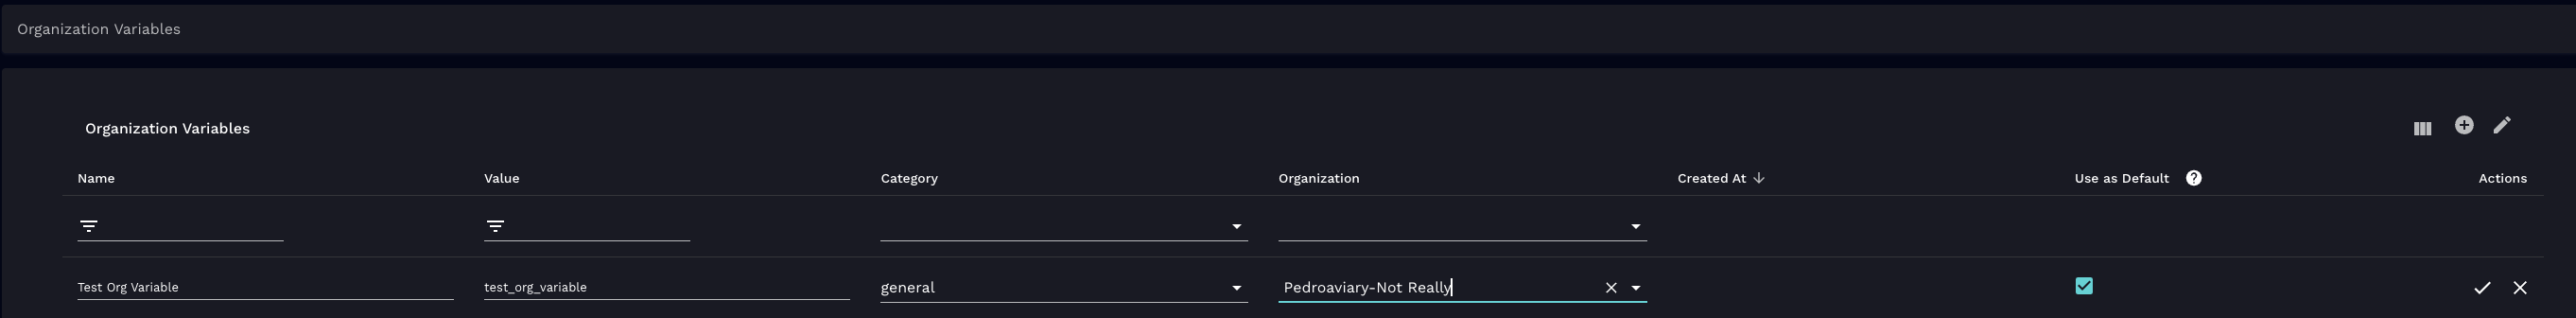 Organization Variables
Organization Variables
Name Value Category Organization Created At Use as Default ?
Actions
Test Org Variable test_org_variable general Pedroaviary-Not Really